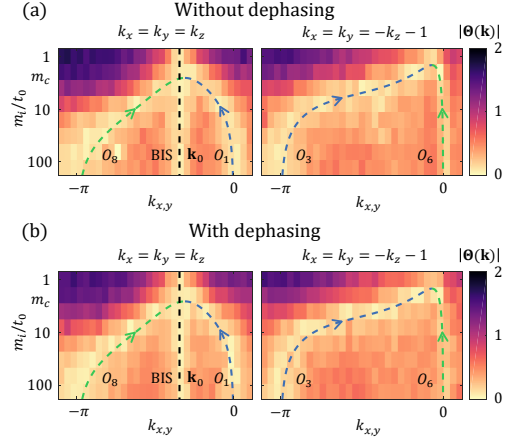 (a) Without dephasing
k_x = k_y = k_z
k_x = k_y = −k_z − 1
|Θ(k)|
m_i/t_0
1
m_c
10
100
O_8 BIS k_0 O_1
O_3 O_6
2
1
0
−π 0
−π 0
k_{x,y}
k_{x,y}
(b) With dephasing
k_x = k_y = k_z
k_x = k_y = −k_z − 1
|Θ(k)|
m_i/t_0
1
m_c
10
100
O_8 BIS k_0 O_1
O_3 O_6
2
1
0
−π 0
−π 0
k_{x,y}
k_{x,y}